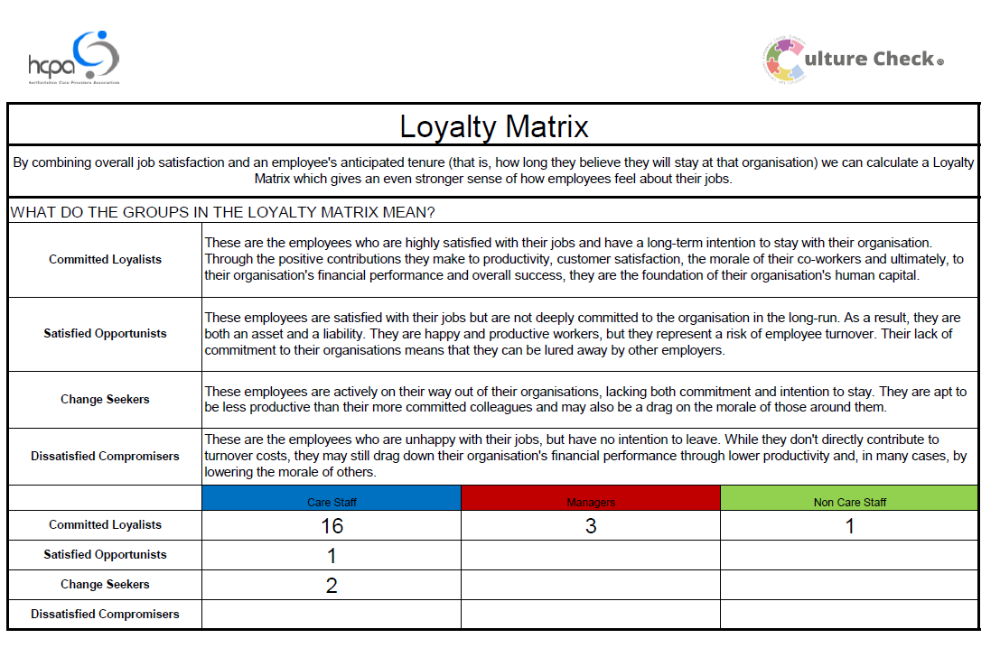 hcpa
Hertfordshire Care Providers Association
Culture Check
Loyalty Matrix
By combining overall job satisfaction and an employee's anticipated tenure (that is, how long they believe they will stay at that organisation) we can calculate a Loyalty
Matrix which gives an even stronger sense of how employees feel about their jobs.
WHAT DO THE GROUPS IN THE LOYALTY MATRIX MEAN?
Committed Loyalists
These are the employees who are highly satisfied with their jobs and have a long-term intention to stay with their organisation.
Through the positive contributions they make to productivity, customer satisfaction, the morale of their co-workers and ultimately, to
their organisation's financial performance and overall success, they are the foundation of their organisation's human capital.
Satisfied Opportunists
These employees are satisfied with their jobs but are not deeply committed to the organisation in the long-run. As a result, they are
both an asset and a liability. They are happy and productive workers, but they represent a risk of employee turnover. Their lack of
commitment to their organisations means that they can be lured away by other employers.
Change Seekers
These employees are actively on their way out of their organisations, lacking both commitment and intention to stay. They are apt to
be less productive than their more committed colleagues and may also be a drag on the morale of those around them.
Dissatisfied Compromisers
These are the employees who are unhappy with their jobs, but have no intention to leave. While they don't directly contribute to
turnover costs, they may still drag down their organisation's financial performance through lower productivity and, in many cases, by
lowering the morale of others.
Care Staff Managers Non Care Staff
Committed Loyalists 16 3 1
Satisfied Opportunists 1
Change Seekers 2
Dissatisfied Compromisers